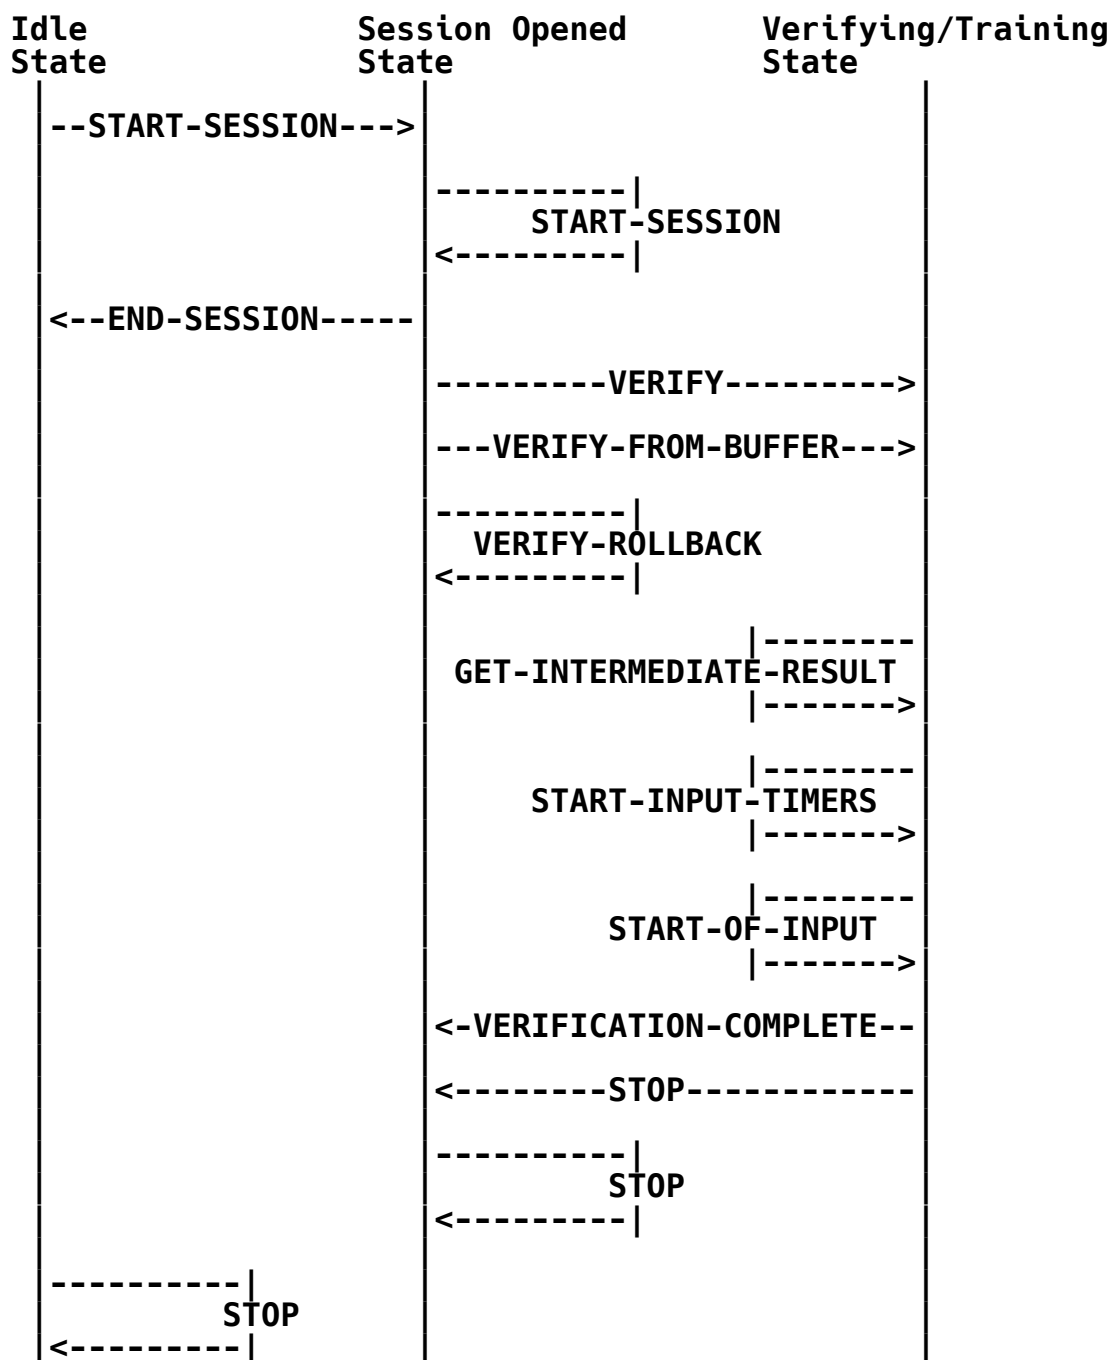 Idle Session Opened Verifying/Training
State State State
--START-SESSION--->
----------|
START-SESSION
<---------|
<--END-SESSION-----
---------VERIFY--------->
---VERIFY-FROM-BUFFER--->
----------|
VERIFY-ROLLBACK
<---------|
|--------
GET-INTERMEDIATE-RESULT
|------->
|--------
START-INPUT-TIMERS
|------->
|--------
START-OF-INPUT
|------->
<-VERIFICATION-COMPLETE--
<--------STOP------------
----------|
STOP
<---------|
----------|
STOP
<---------|